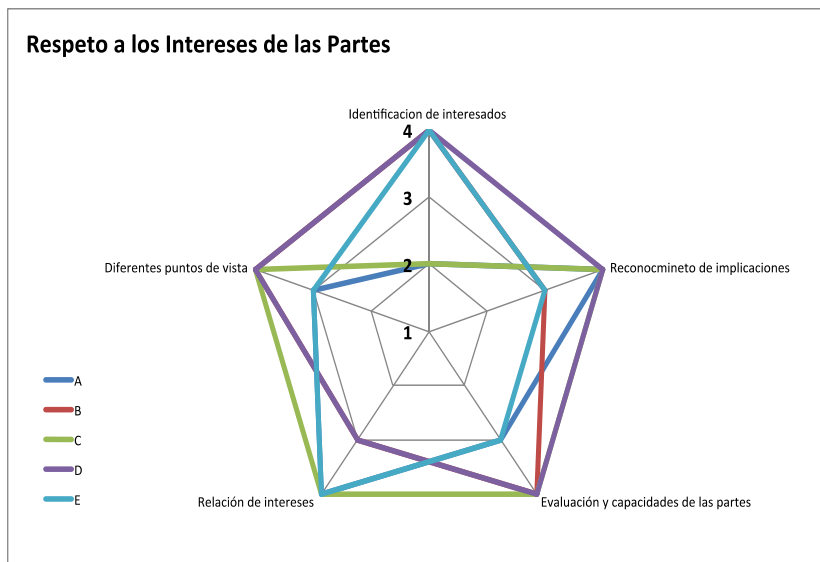 Respeto a los Intereses de las Partes
Identificacion de interesados
4
3
Diferentes puntos de vista
2
Reconocmineto de implicaciones
1
A
B
C
D
E
Relación de intereses
Evaluación y capacidades de las partes